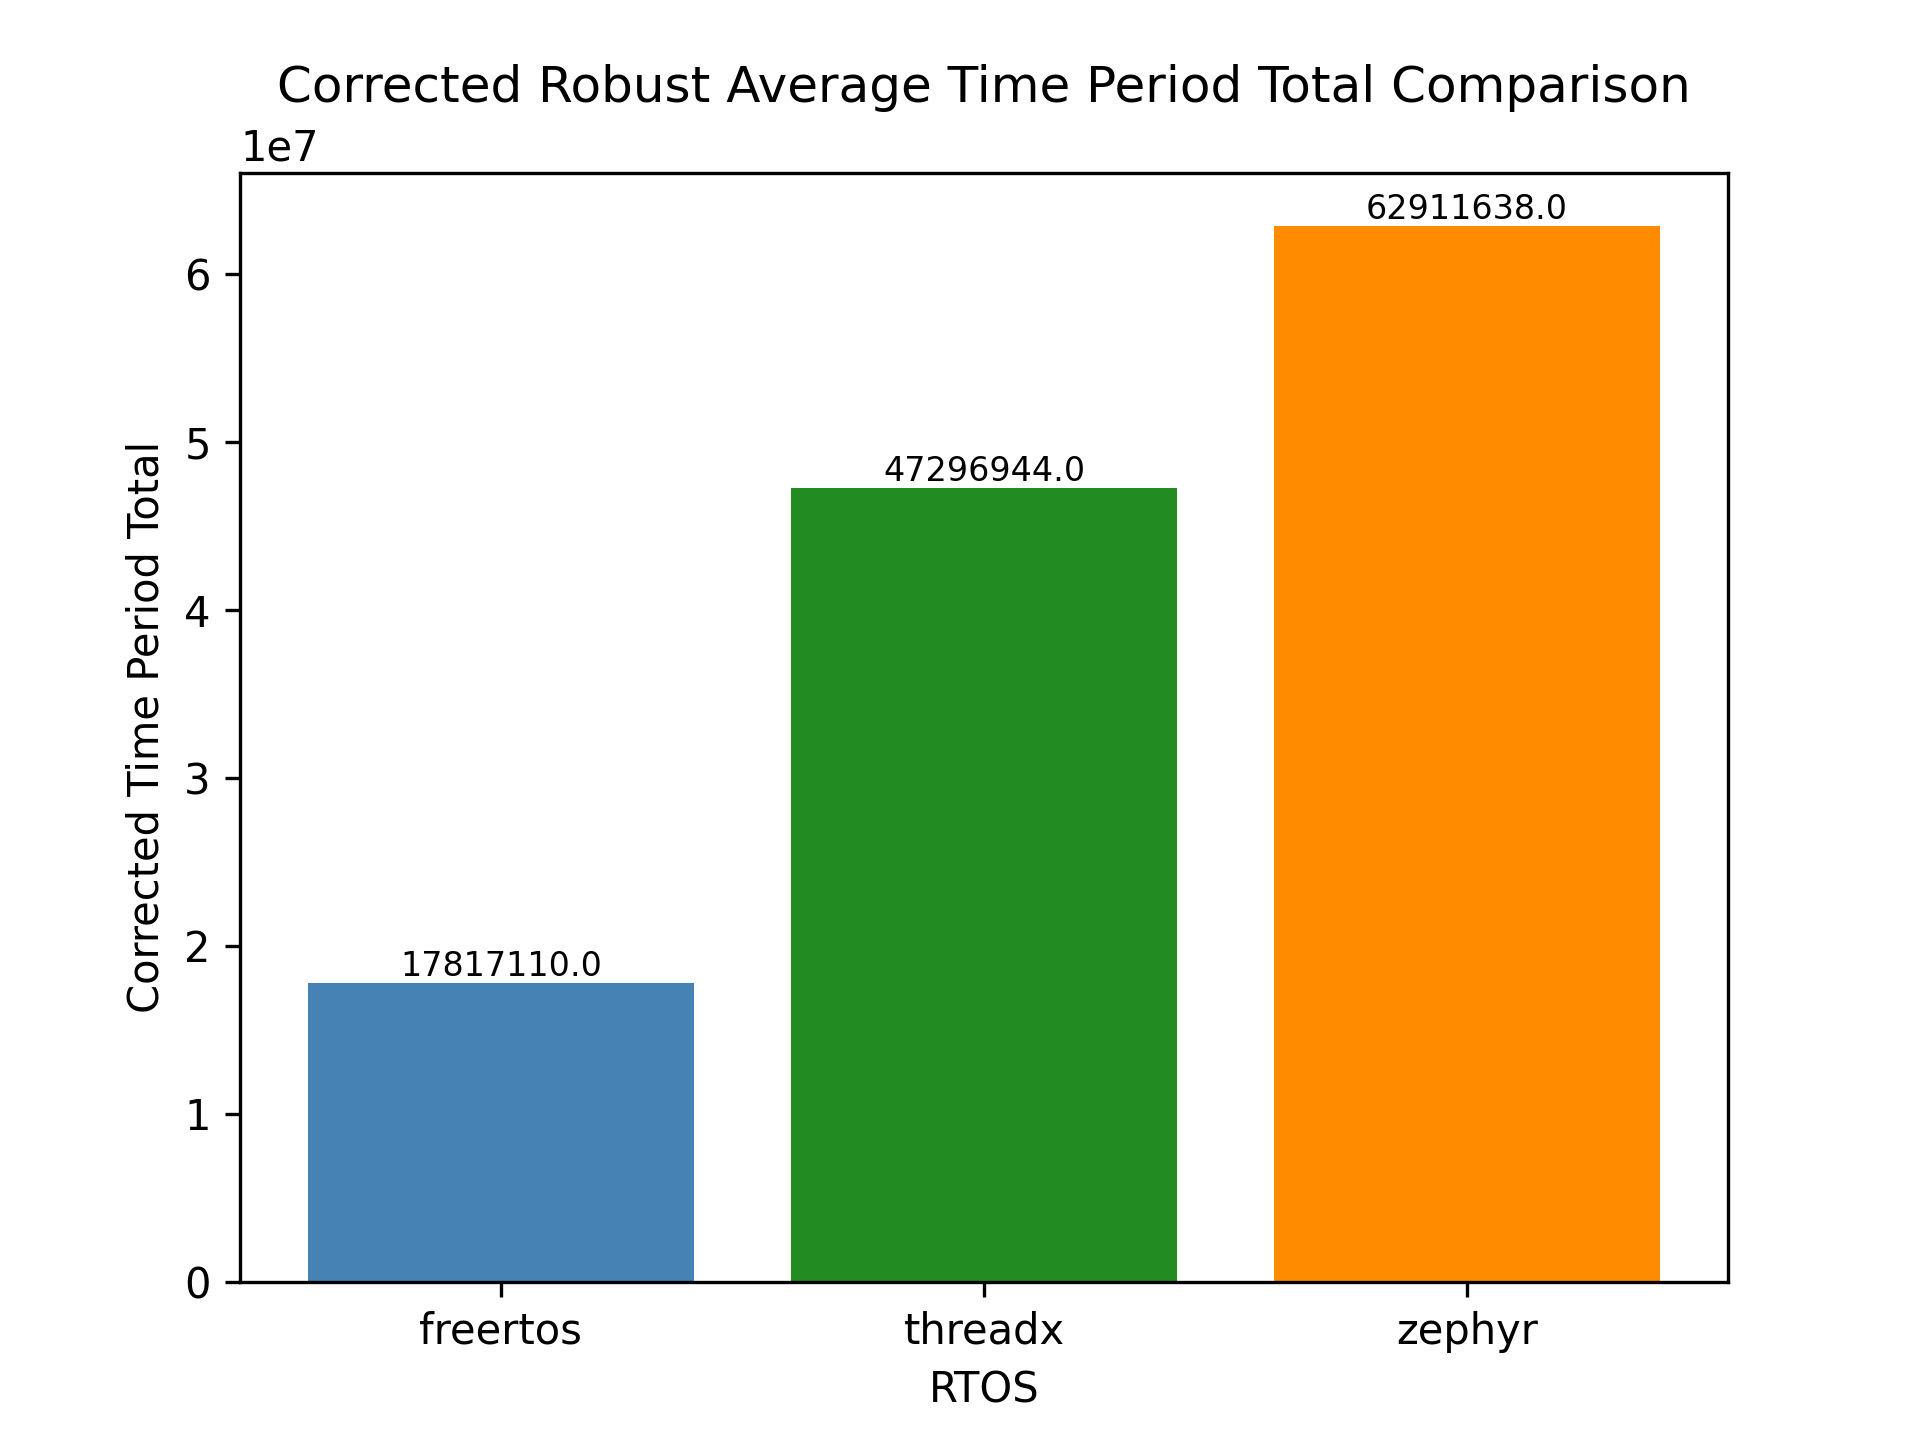 Corrected Robust Average Time Period Total Comparison
1e7
62911638.0
6
5
47296944.0
4
3
2
17817110.0
1
0
Corrected Time Period Total
freertos threadx zephyr
RTOS